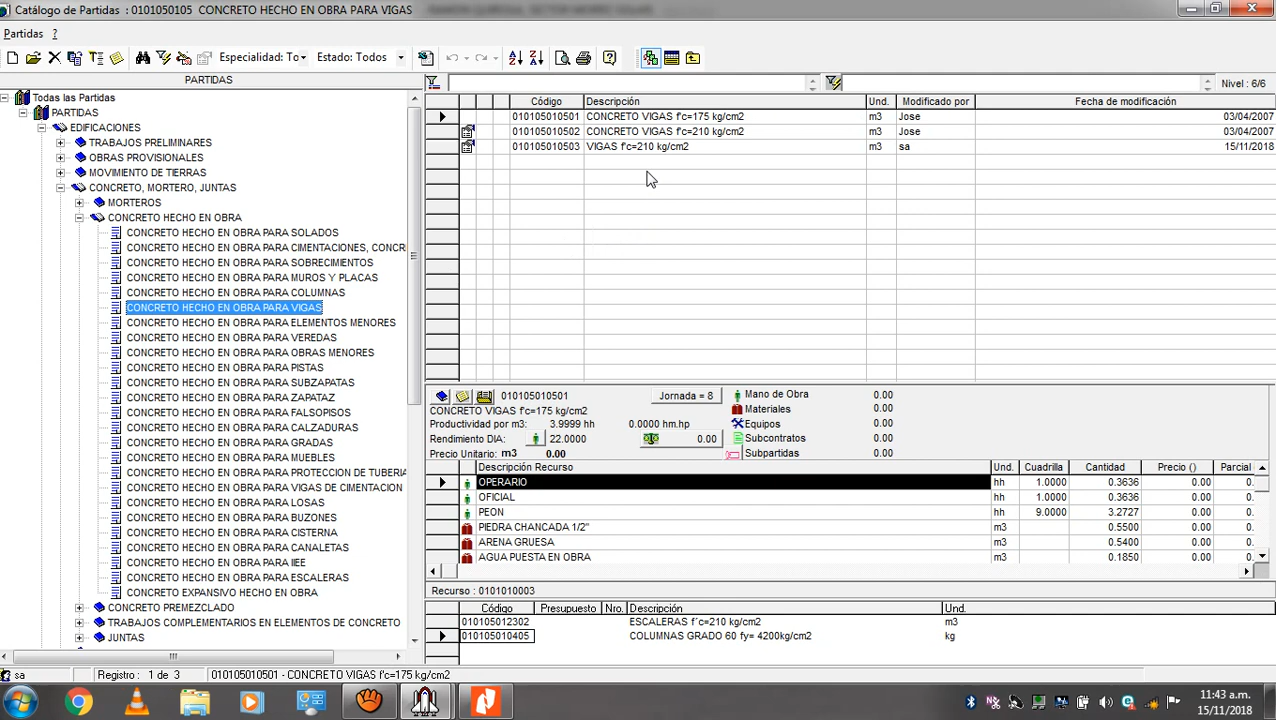 Catálogo de Partidas : 0101050105 CONCRETO HECHO EN OBRA PARA VIGAS
Partidas ?
Especialidad: To Estado: Todos
PARTIDAS
Nivel : 6/6
Todas las Partidas
PARTIDAS
EDIFICACIONES
TRABAJOS PRELIMINARES
OBRAS PROVISIONALES
MOVIMIENTO DE TIERRAS
CONCRETO, MORTERO, JUNTAS
MORTEROS
CONCRETO HECHO EN OBRA
CONCRETO HECHO EN OBRA PARA SOLADOS
CONCRETO HECHO EN OBRA PARA CIMENTACIONES, CONCR
CONCRETO HECHO EN OBRA PARA SOBRECIMIENTOS
CONCRETO HECHO EN OBRA PARA MUROS Y PLACAS
CONCRETO HECHO EN OBRA PARA COLUMNAS
CONCRETO HECHO EN OBRA PARA VIGAS
CONCRETO HECHO EN OBRA PARA ELEMENTOS MENORES
CONCRETO HECHO EN OBRA PARA VEREDAS
CONCRETO HECHO EN OBRA PARA OBRAS MENORES
CONCRETO HECHO EN OBRA PARA PISTAS
CONCRETO HECHO EN OBRA PARA SUBZAPATAS
CONCRETO HECHO EN OBRA PARA ZAPATAZ
CONCRETO HECHO EN OBRA PARA FALSOPISOS
CONCRETO HECHO EN OBRA PARA CALZADURAS
CONCRETO HECHO EN OBRA PARA GRADAS
CONCRETO HECHO EN OBRA PARA MUEBLES
CONCRETO HECHO EN OBRA PARA PROTECCION DE TUBERIA
CONCRETO HECHO EN OBRA PARA VIGAS DE CIMENTACION
CONCRETO HECHO EN OBRA PARA LOSAS
CONCRETO HECHO EN OBRA PARA BUZONES
CONCRETO HECHO EN OBRA PARA CISTERNA
CONCRETO HECHO EN OBRA PARA CANALETAS
CONCRETO HECHO EN OBRA PARA IIEE
CONCRETO HECHO EN OBRA PARA ESCALERAS
CONCRETO EXPANSIVO HECHO EN OBRA
CONCRETO PREMEZCLADO
TRABAJOS COMPLEMENTARIOS EN ELEMENTOS DE CONCRETO
JUNTAS
Código Descripción Und. Modificado por Fecha de modificación
010105010501 CONCRETO VIGAS f'c=175 kg/cm2 m3 Jose 03/04/2007
010105010502 CONCRETO VIGAS f'c=210 kg/cm2 m3 Jose 03/04/2007
010105010503 VIGAS f'c=210 kg/cm2 m3 sa 15/11/2018
010105010501 Jornada = 8 Mano de Obra 0.00
CONCRETO VIGAS f'c=175 kg/cm2 Materiales 0.00
Productividad por m3: 3.9999 hh 0.0000 hm.hp Equipos 0.00
Rendimiento DIA: 22.0000 0.00 Subcontratos 0.00
Precio Unitario: m3 0.00 Subpartidas 0.00
Descripción Recurso Und. Cuadrilla Cantidad Precio () Parcial
OPERARIO hh 1.0000 0.3636 0.00 0.
OFICIAL hh 1.0000 0.3636 0.00 0.
PEON hh 9.0000 3.2727 0.00 0.
PIEDRA CHANCADA 1/2" m3 0.5500 0.00 0.
ARENA GRUESA m3 0.5400 0.00 0.
AGUA PUESTA EN OBRA m3 0.1850 0.00 0.
Recurso : 0101010003
Código Presupuesto Nro. Descripción Und.
010105012302 ESCALERAS f´c=210 kg/cm2 m3
010105010405 COLUMNAS GRADO 60 fy= 4200kg/cm2 kg
sa Registro : 1 de 3 010105010501 - CONCRETO VIGAS f'c=175 kg/cm2
11:43 a.m.
15/11/2018